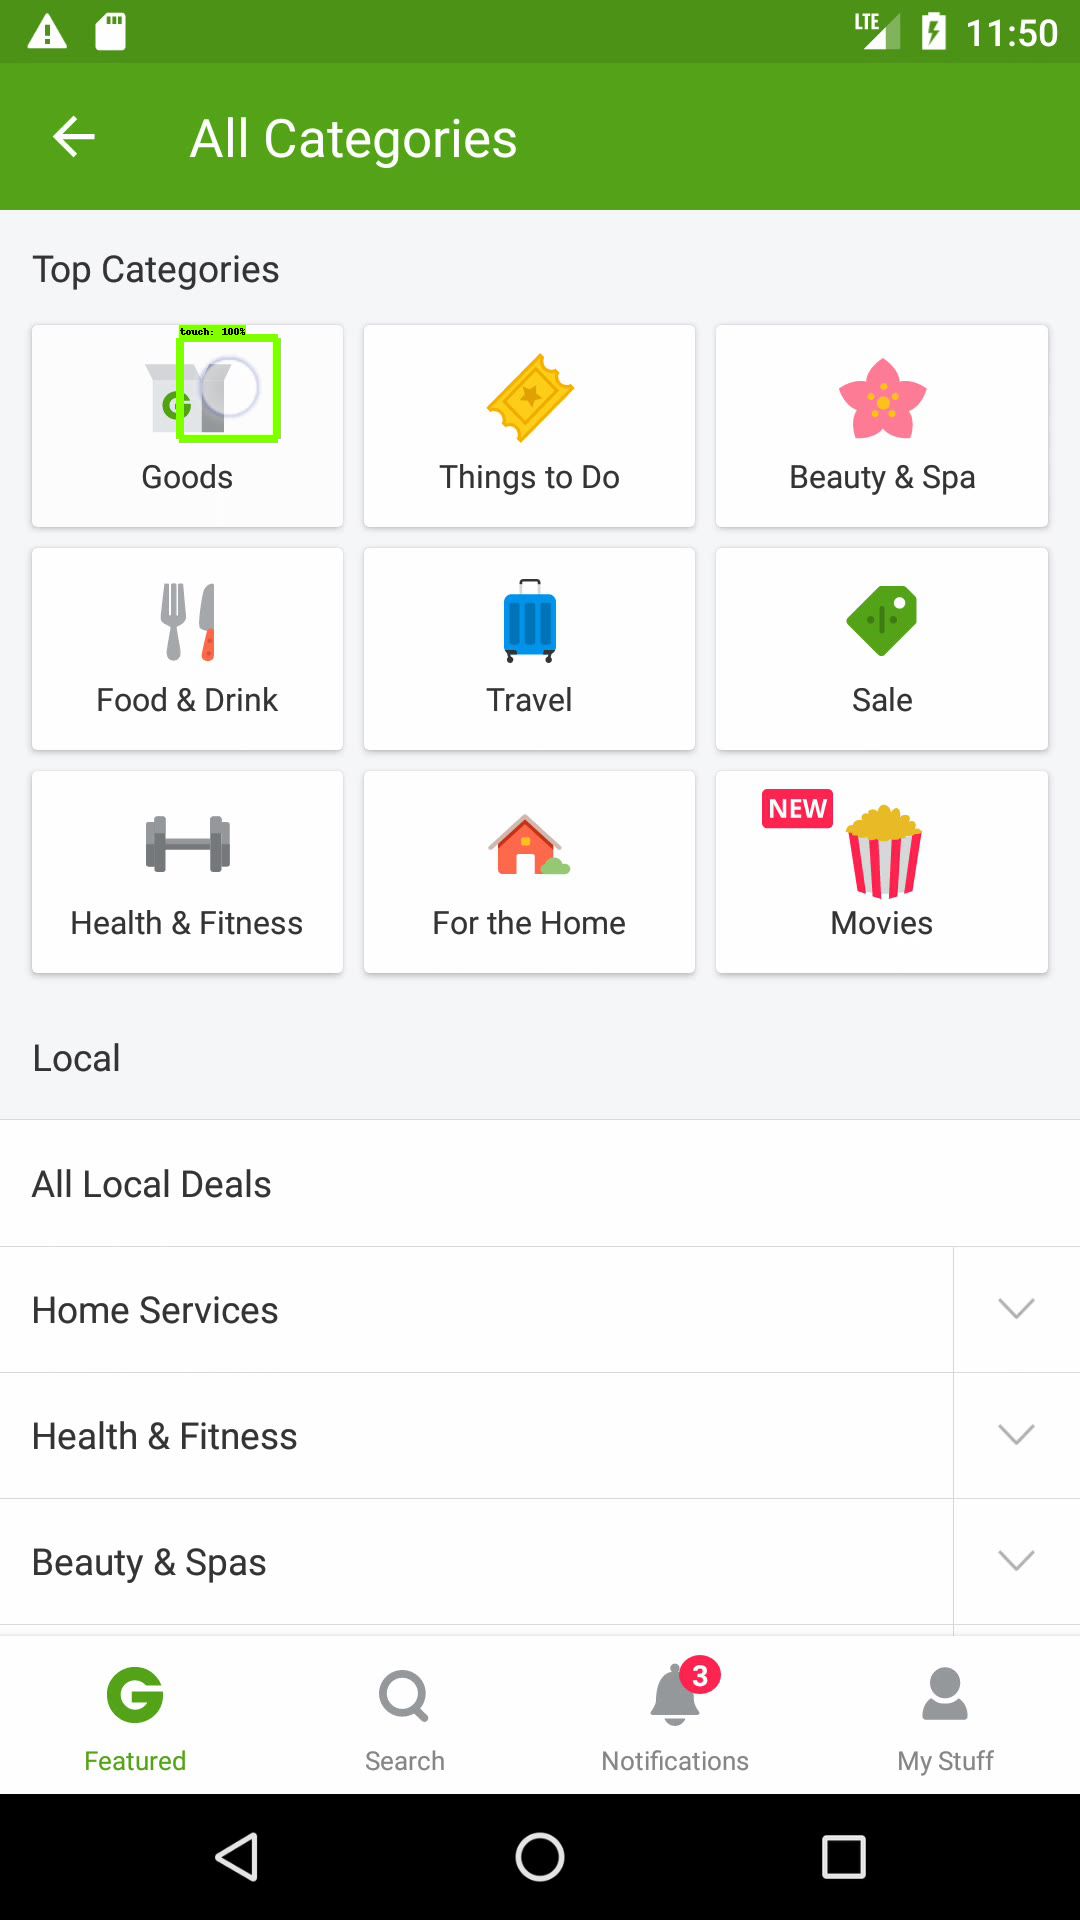 LTE 11:50
All Categories
Top Categories
touch: 100%
Goods
Things to Do
Beauty & Spa
Food & Drink
Travel
Sale
Health & Fitness
For the Home
NEW
Movies
Local
All Local Deals
Home Services
Health & Fitness
Beauty & Spas
3
Featured
Search
Notifications
My Stuff